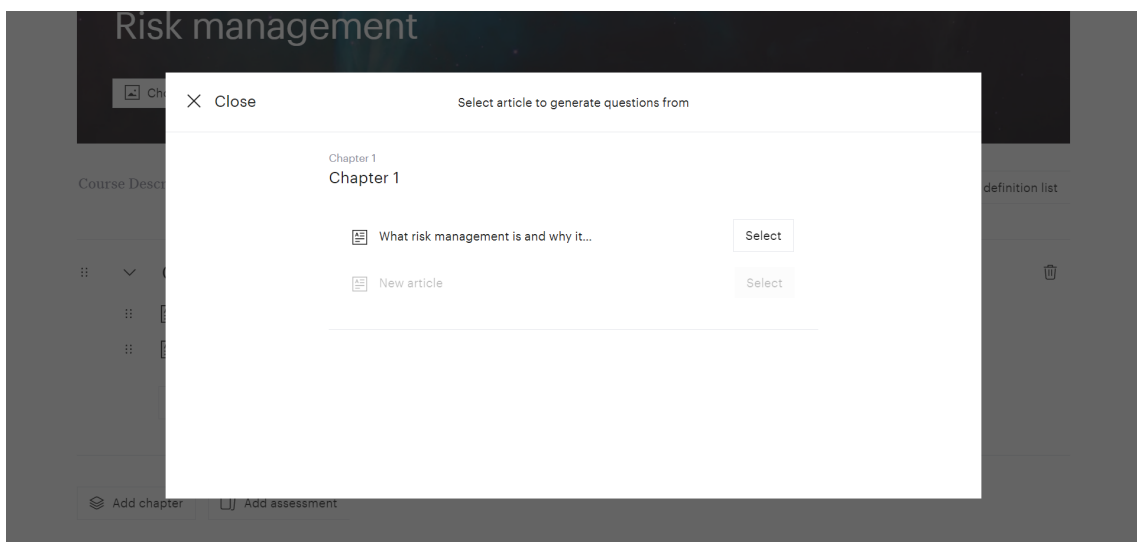 Risk management
Close
Select article to generate questions from
Chapter 1
Chapter 1
Course
definition list
What risk management is and why it...
Select
New article
Select
Add chapter
Add assessment